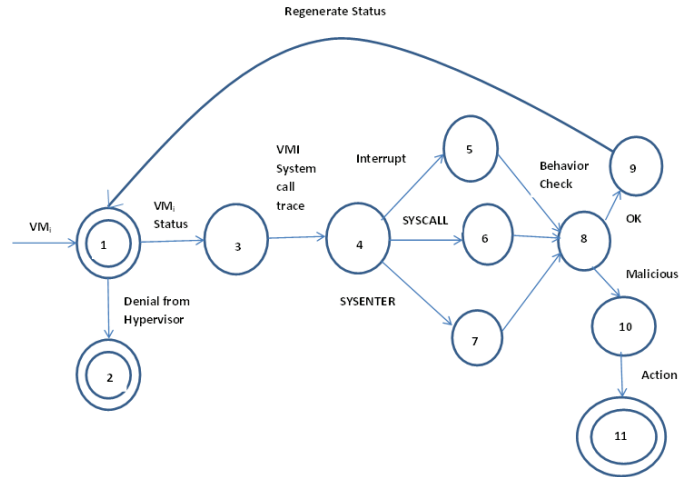 Regenerate Status
VMI
System
call
trace
Interrupt
5
Behavior
Check
9
VMi
Status
VMi
1
3
4
SYSCALL
6
8
OK
Denial from
Hypervisor
SYSENTER
Malicious
2
7
10
Action
11